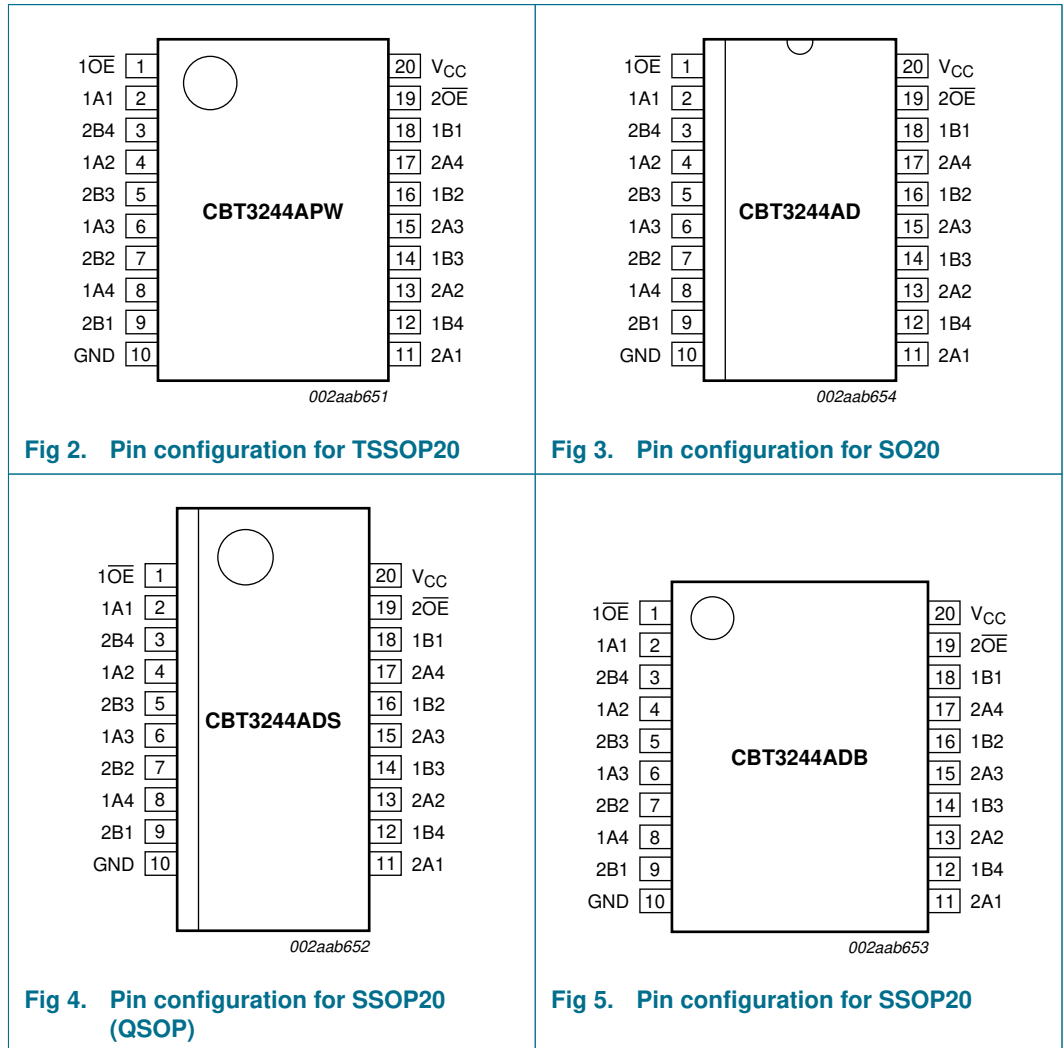 1OE 1 20 VCC
1A1 2 19 2OE
2B4 3 18 1B1
1A2 4 17 2A4
2B3 5 16 1B2
CBT3244APW
1A3 6 15 2A3
2B2 7 14 1B3
1A4 8 13 2A2
2B1 9 12 1B4
GND 10 11 2A1
002aab651
Fig 2. Pin configuration for TSSOP20
1OE 1 20 VCC
1A1 2 19 2OE
2B4 3 18 1B1
1A2 4 17 2A4
2B3 5 16 1B2
CBT3244AD
1A3 6 15 2A3
2B2 7 14 1B3
1A4 8 13 2A2
2B1 9 12 1B4
GND 10 11 2A1
002aab654
Fig 3. Pin configuration for SO20
1OE 1 20 VCC
1A1 2 19 2OE
2B4 3 18 1B1
1A2 4 17 2A4
2B3 5 16 1B2
CBT3244ADS
1A3 6 15 2A3
2B2 7 14 1B3
1A4 8 13 2A2
2B1 9 12 1B4
GND 10 11 2A1
002aab652
Fig 4. Pin configuration for SSOP20
(QSOP)
1OE 1 20 VCC
1A1 2 19 2OE
2B4 3 18 1B1
1A2 4 17 2A4
2B3 5 16 1B2
CBT3244ADB
1A3 6 15 2A3
2B2 7 14 1B3
1A4 8 13 2A2
2B1 9 12 1B4
GND 10 11 2A1
002aab653
Fig 5. Pin configuration for SSOP20